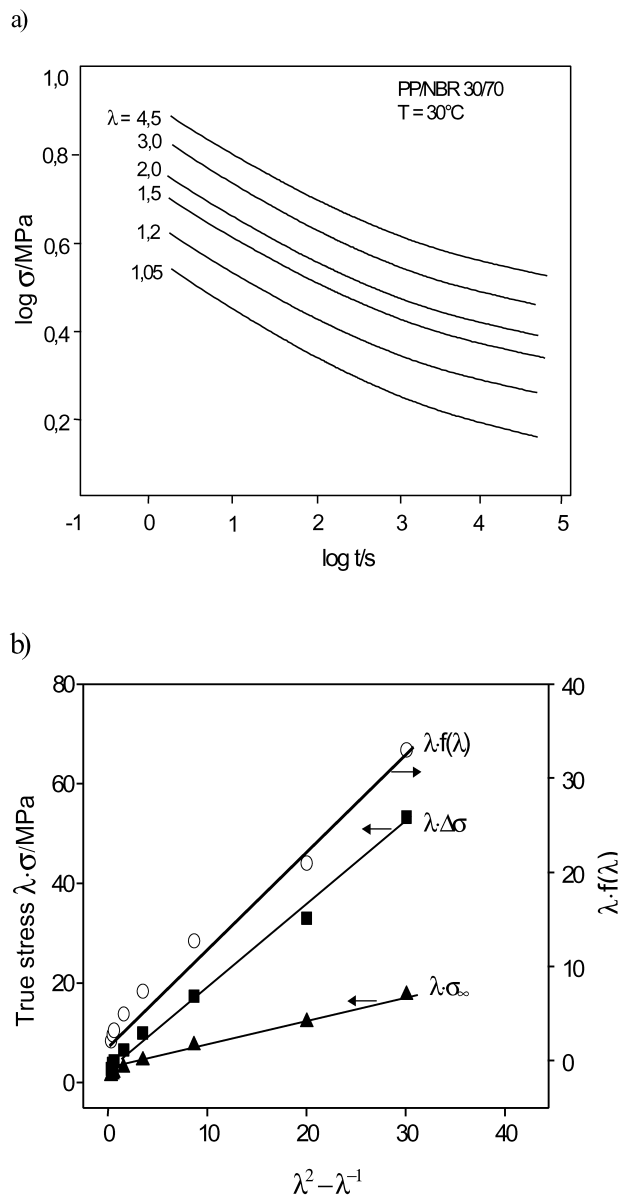 a)
1,0
PP/NBR 30/70
T = 30°C
λ = 4,5
0,8
3,0
2,0
1,5
0,6
1,2
1,05
log σ/MPa
0,4
0,2
-1 0 1 2 3 4 5
log t/s
b)
80 40
λ·f(λ)
60 30
λ·Δσ
True stress λ·σ/MPa
40 20
λ·f(λ)
20 10
λ·σ∞
0 0
0 10 20 30 40
λ² – λ⁻¹